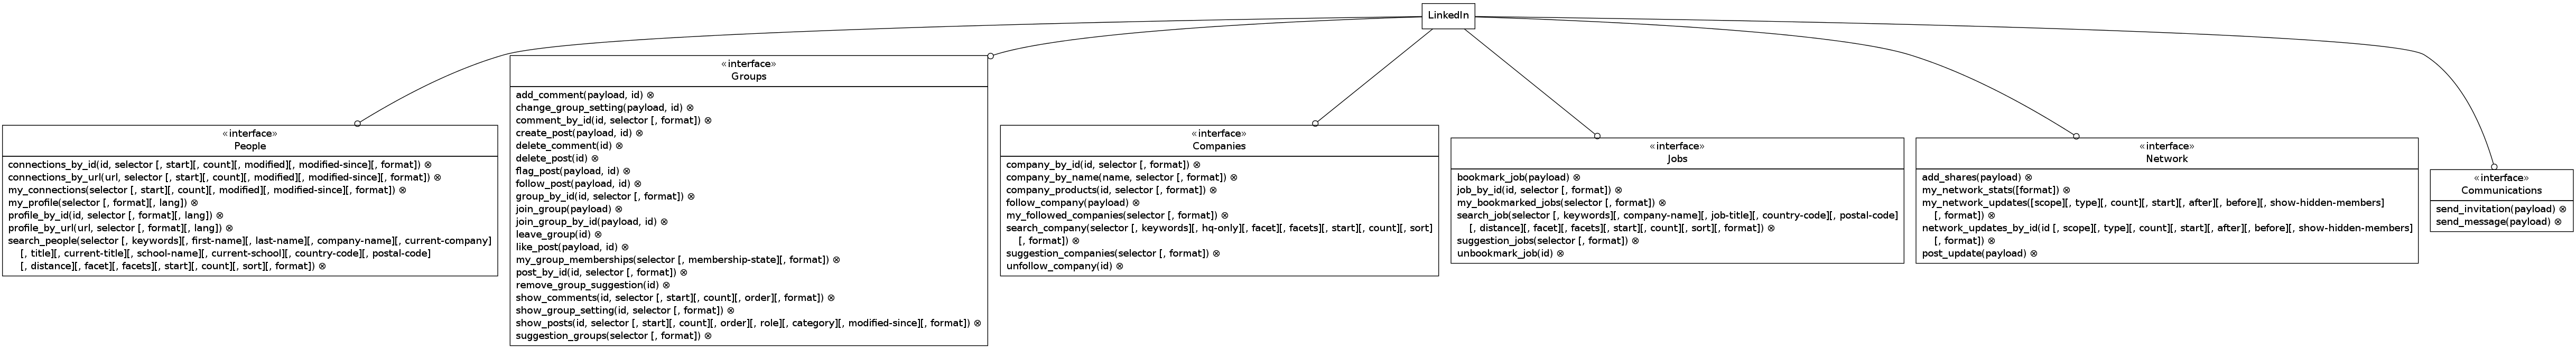 LinkedIn
«interface»
People
connections_by_id(id, selector [, start][, count][, modified][, modified-since][, format]) ⊗
connections_by_url(url, selector [, start][, count][, modified][, modified-since][, format]) ⊗
my_connections(selector [, start][, count][, modified][, modified-since][, format]) ⊗
my_profile(selector [, format][, lang]) ⊗
profile_by_id(id, selector [, format][, lang]) ⊗
profile_by_url(url, selector [, format][, lang]) ⊗
search_people(selector [, keywords][, first-name][, last-name][, company-name][, current-company]
[, title][, current-title][, school-name][, current-school][, country-code][, postal-code]
[, distance][, facet][, facets][, start][, count][, sort][, format]) ⊗
«interface»
Groups
add_comment(payload, id) ⊗
change_group_setting(payload, id) ⊗
comment_by_id(id, selector [, format]) ⊗
create_post(payload, id) ⊗
delete_comment(id) ⊗
delete_post(id) ⊗
flag_post(payload, id) ⊗
follow_post(payload, id) ⊗
group_by_id(id, selector [, format]) ⊗
join_group(payload) ⊗
join_group_by_id(payload, id) ⊗
leave_group(id) ⊗
like_post(payload, id) ⊗
my_group_memberships(selector [, membership-state][, format]) ⊗
post_by_id(id, selector [, format]) ⊗
remove_group_suggestion(id) ⊗
show_comments(id, selector [, start][, count][, order][, format]) ⊗
show_group_setting(id, selector [, format]) ⊗
show_posts(id, selector [, start][, count][, order][, role][, category][, modified-since][, format]) ⊗
suggestion_groups(selector [, format]) ⊗
«interface»
Companies
company_by_id(id, selector [, format]) ⊗
company_by_name(name, selector [, format]) ⊗
company_products(id, selector [, format]) ⊗
follow_company(payload) ⊗
my_followed_companies(selector [, format]) ⊗
search_company(selector [, keywords][, hq-only][, facet][, facets][, start][, count][, sort]
[, format]) ⊗
suggestion_companies(selector [, format]) ⊗
unfollow_company(id) ⊗
«interface»
Jobs
bookmark_job(payload) ⊗
job_by_id(id, selector [, format]) ⊗
my_bookmarked_jobs(selector [, format]) ⊗
search_job(selector [, keywords][, company-name][, job-title][, country-code][, postal-code]
[, distance][, facet][, facets][, start][, count][, sort][, format]) ⊗
suggestion_jobs(selector [, format]) ⊗
unbookmark_job(id) ⊗
«interface»
Network
add_shares(payload) ⊗
my_network_stats([format]) ⊗
my_network_updates([scope][, type][, count][, start][, after][, before][, show-hidden-members]
[, format]) ⊗
network_updates_by_id(id [, scope][, type][, count][, start][, after][, before][, show-hidden-members]
[, format]) ⊗
post_update(payload) ⊗
«interface»
Communications
send_invitation(payload) ⊗
send_message(payload) ⊗